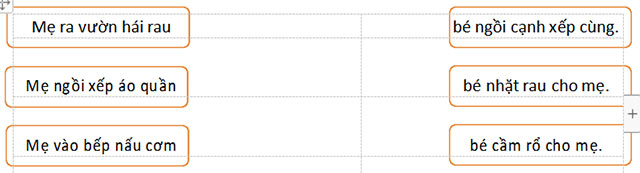 Mẹ ra vườn hái rau
bé ngồi cạnh xếp cùng.
Mẹ ngồi xếp áo quần
bé nhặt rau cho mẹ.
Mẹ vào bếp nấu cơm
bé cầm rổ cho mẹ.